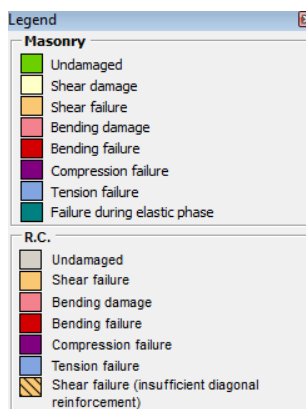 Legend
Masonry
Undamaged
Shear damage
Shear failure
Bending damage
Bending failure
Compression failure
Tension failure
Failure during elastic phase
R.C.
Undamaged
Shear failure
Bending damage
Bending failure
Compression failure
Tension failure
Shear failure (insufficient diagonal
reinforcement)